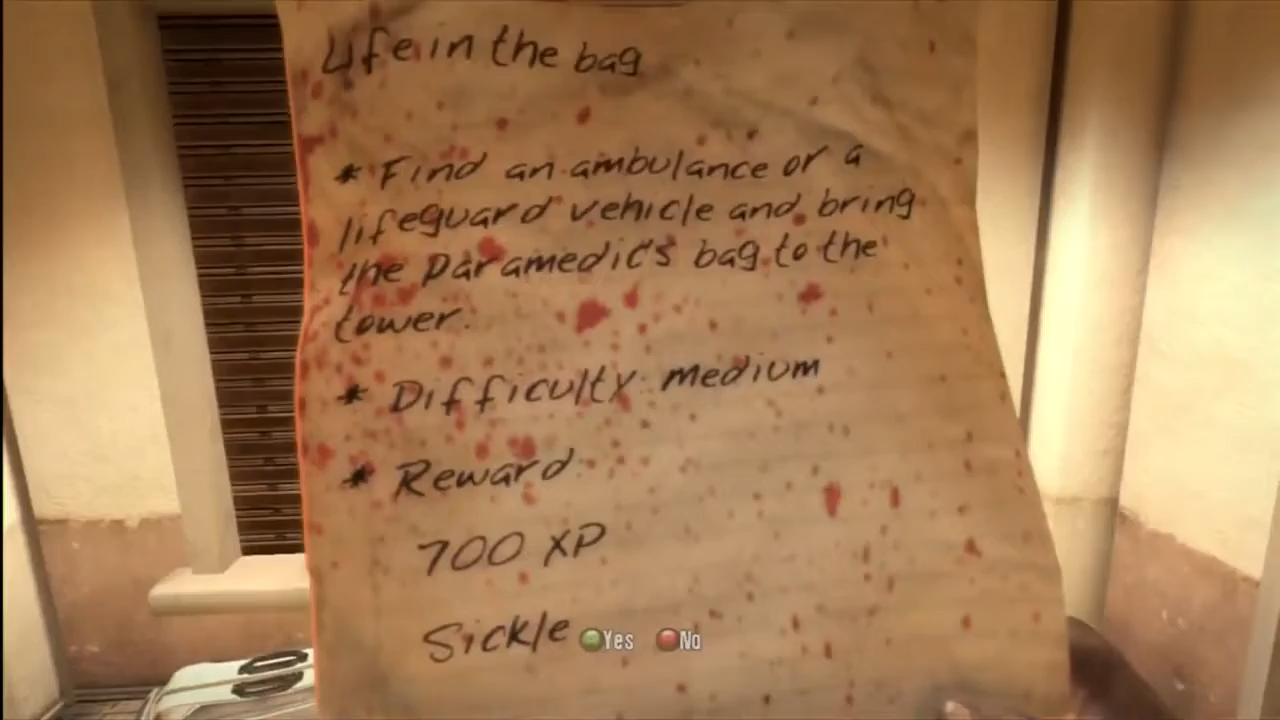 Life in the bag
* Find an ambulance or a
lifeguard vehicle and bring
the paramedic's bag to the
tower.
* Difficulty: medium
* Reward:
700 XP
Sickle
Yes No